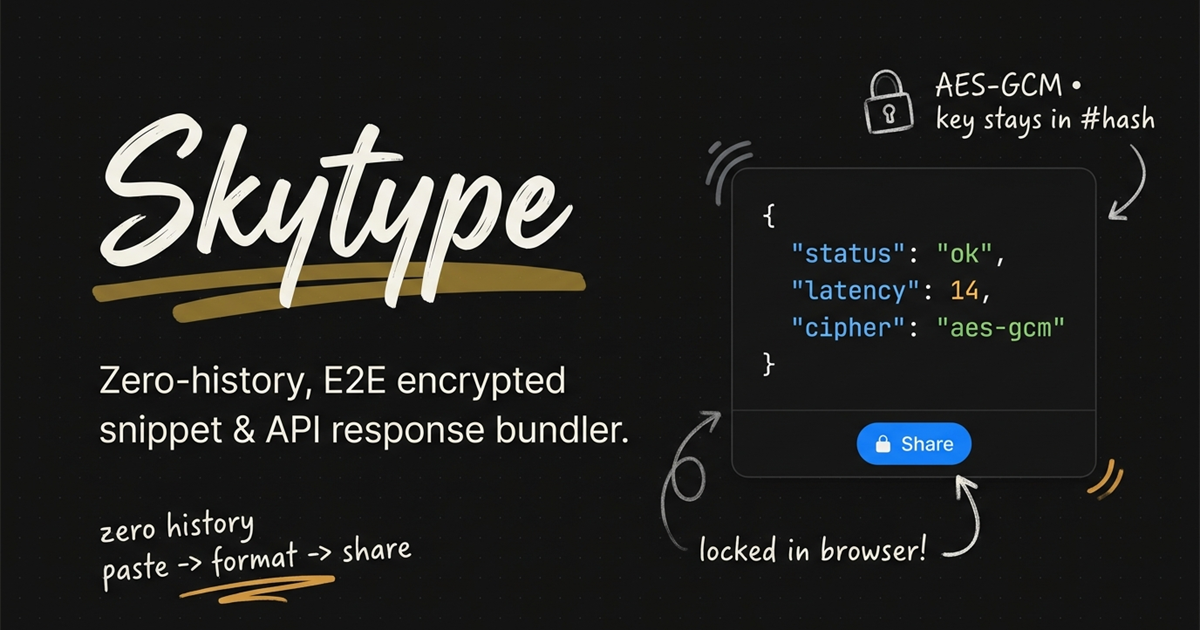 Skytype
Zero-history, E2E encrypted
snippet & API response bundler.
zero history
paste -> format -> share
AES-GCM •
key stays in #hash
{
"status": "ok",
"latency": 14,
"cipher": "aes-gcm"
}
Share
locked in browser!